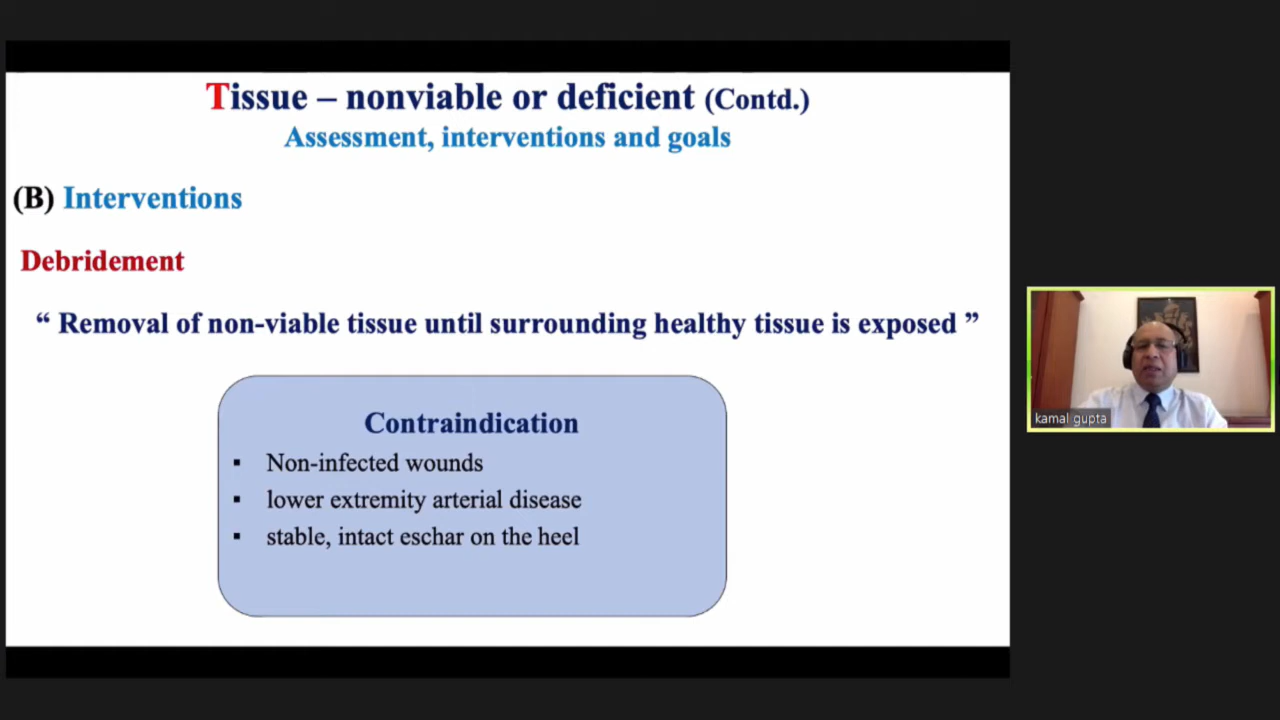 Tissue – nonviable or deficient (Contd.)
Assessment, interventions and goals
(B) Interventions
Debridement
“ Removal of non-viable tissue until surrounding healthy tissue is exposed ”
Contraindication
▪ Non-infected wounds
▪ lower extremity arterial disease
▪ stable, intact eschar on the heel
kamal gupta